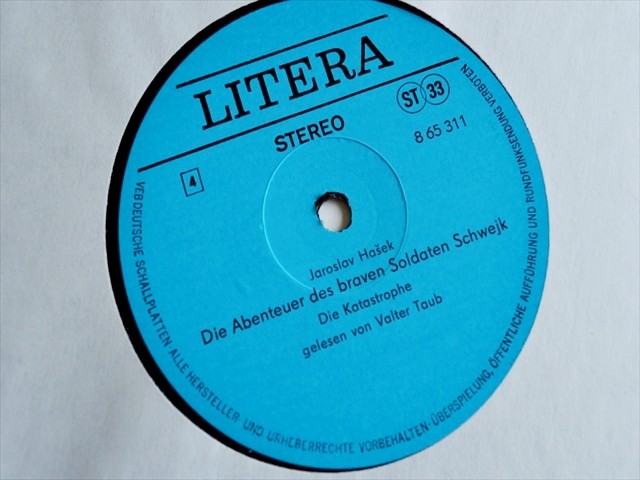 LITERA
STEREO
ST 33
8 65 311
4
Jaroslav Hašek
Die Abenteuer des braven Soldaten Schwejk
Die Katastrophe
gelesen von Valter Taub
VEB DEUTSCHE SCHALLPLATTEN · ALLE HERSTELLER- UND URHEBERRECHTE VORBEHALTEN · ÜBERSPIELUNG, ÖFFENTLICHE AUFFÜHRUNG UND RUNDFUNKSENDUNG VERBOTEN